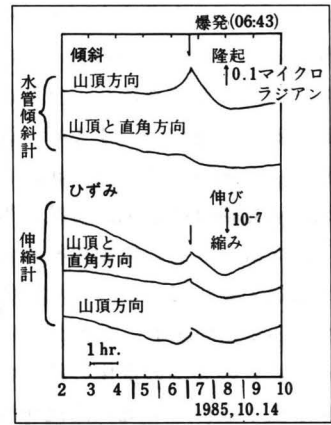 爆発(06:43)
傾斜
隆起
0.1マイクロ
ラジアン
水管傾斜計
山頂方向
山頂と直角方向
ひずみ
伸び
10-7
縮み
伸縮計
山頂と
直角方向
山頂方向
1 hr.
2 3 4 5 6 7 8 9 10
1985, 10.14